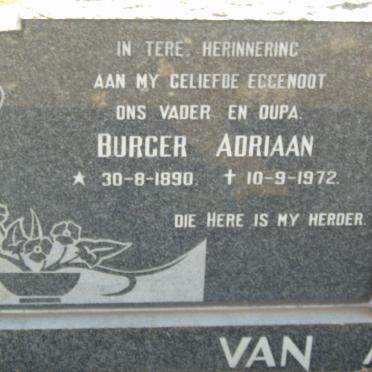 IN TERE. HERINNERING
AAN MY GELIEFDE EGGENOOT
ONS VADER EN OUPA.
BURGER ADRIAAN
★ 30-8-1890. ✝ 10-9-1972.
DIE HERE IS MY HERDER.
VAN